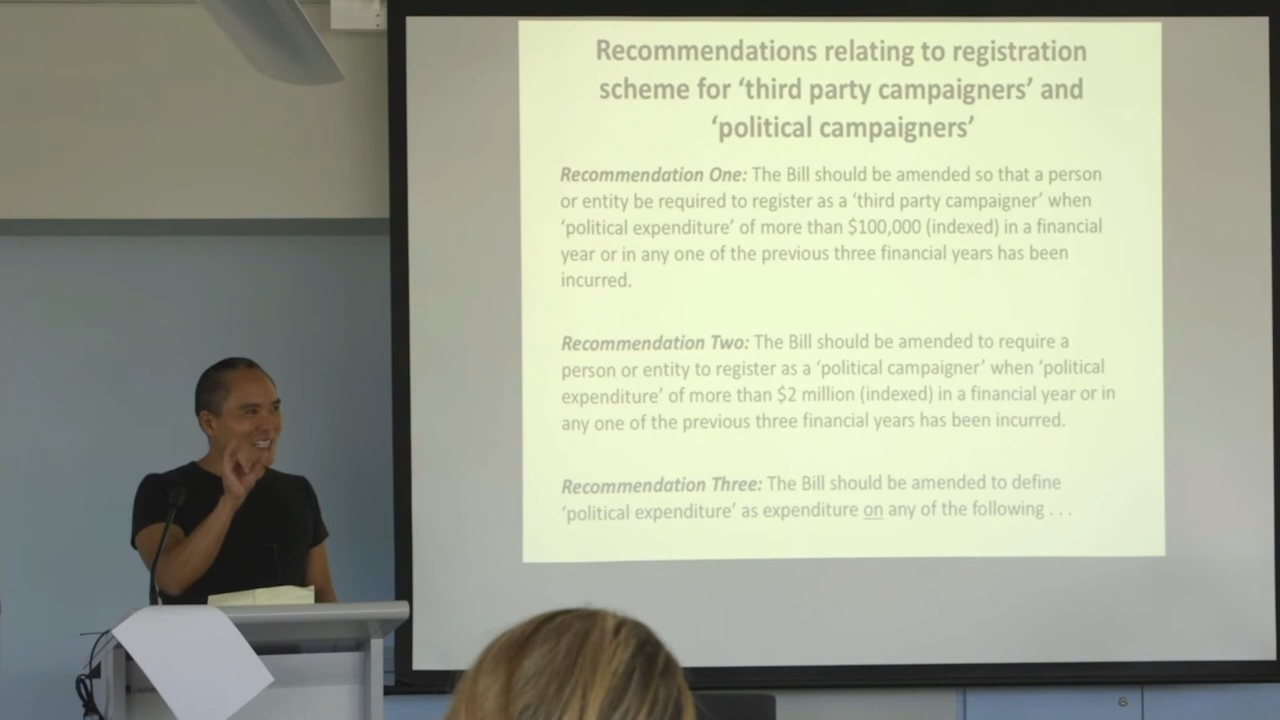 Recommendations relating to registration
scheme for ‘third party campaigners’ and
‘political campaigners’
Recommendation One: The Bill should be amended so that a person
or entity be required to register as a ‘third party campaigner’ when
‘political expenditure’ of more than $100,000 (indexed) in a financial
year or in any one of the previous three financial years has been
incurred.
Recommendation Two: The Bill should be amended to require a
person or entity to register as a ‘political campaigner’ when ‘political
expenditure’ of more than $2 million (indexed) in a financial year or in
any one of the previous three financial years has been incurred.
Recommendation Three: The Bill should be amended to define
‘political expenditure’ as expenditure on any of the following . . .